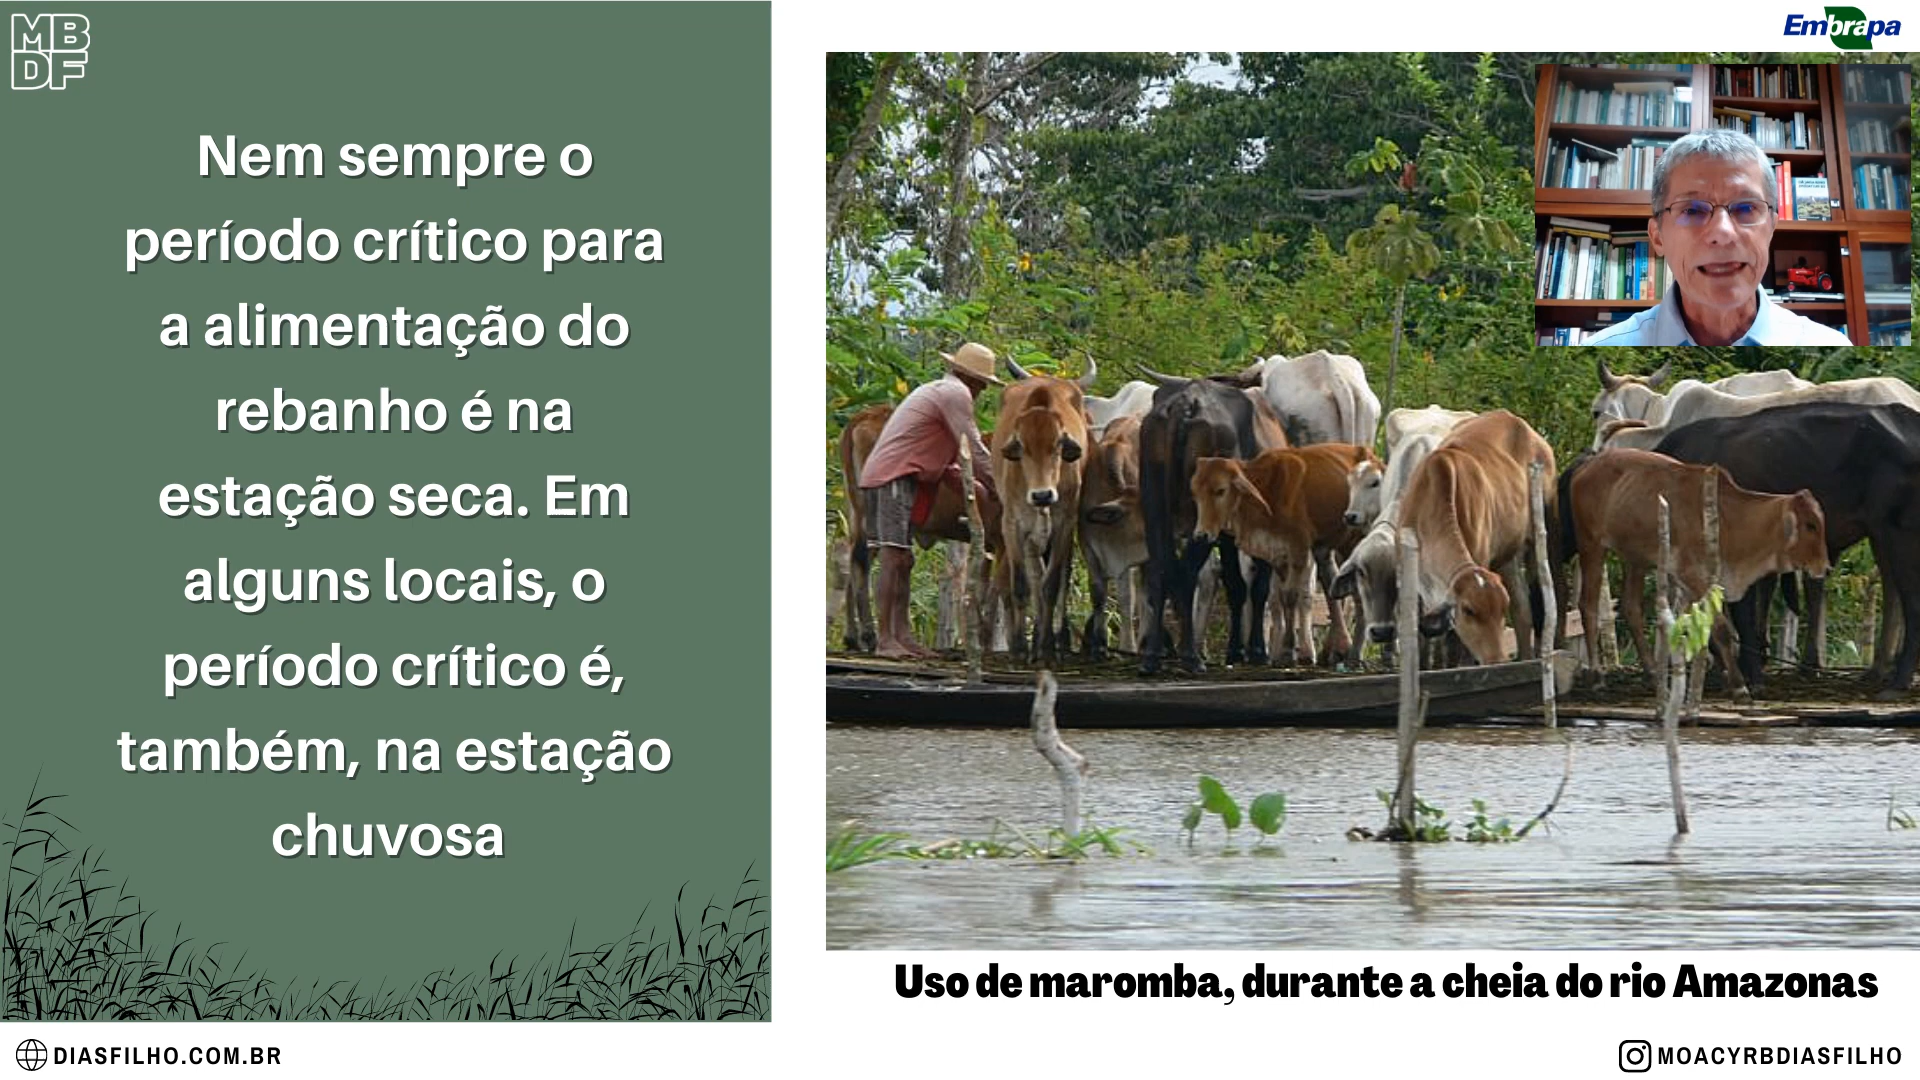 MB
DF
Nem sempre o
período crítico para
a alimentação do
rebanho é na
estação seca. Em
alguns locais, o
período crítico é,
também, na estação
chuvosa
Embrapa
Uso de maromba, durante a cheia do rio Amazonas
DIASFILHO.COM.BR
MOACYRBDIASFILHO